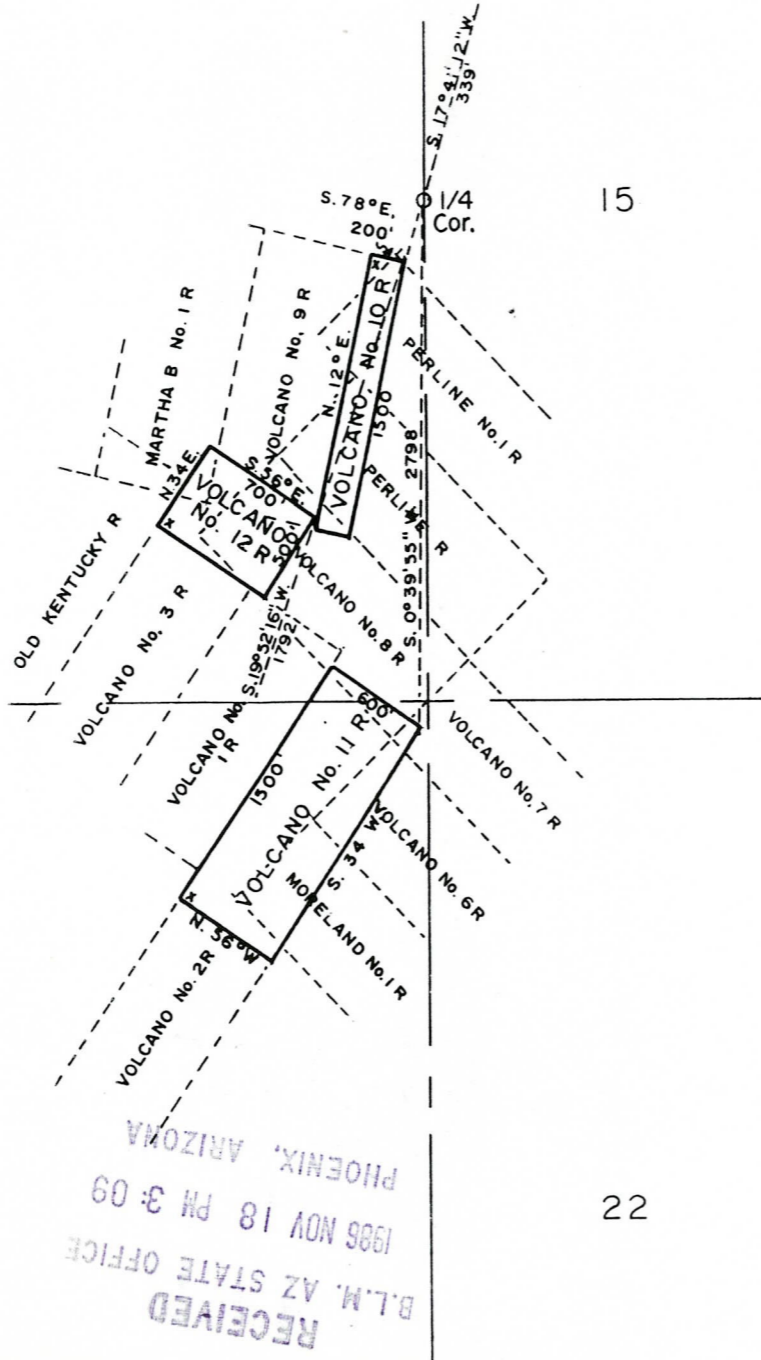 S. 17°41'12" W.
339'
S. 78° E.
200'
1/4
Cor.
15
MARTHA B No. 1 R
VOLCANO No. 9 R
N. 12° E.
VOLCANO No. 10 R
1500
PERLINE No. 1 R
PERLINE R
S. 0°39'55" W. 2798
N 34 E.
S. 56° E.
700'
VOLCANO
No. 12 R
500'
OLD KENTUCKY R
VOLCANO No. 3 R
VOLCANO No. 8 R
S. 19°52'16" W.
1792
VOLCANO No.
1 R
600'
1500'
VOLCANO No. 11 R
VOLCANO No. 7 R
VOLCANO No. 6 R
S. 34 W
MORELAND No. 1 R
N. 56° W
VOLCANO No. 2 R
22
RECEIVED
B.L.M. AZ STATE OFFICE
1986 NOV 18 PM 3:09
PHOENIX, ARIZONA